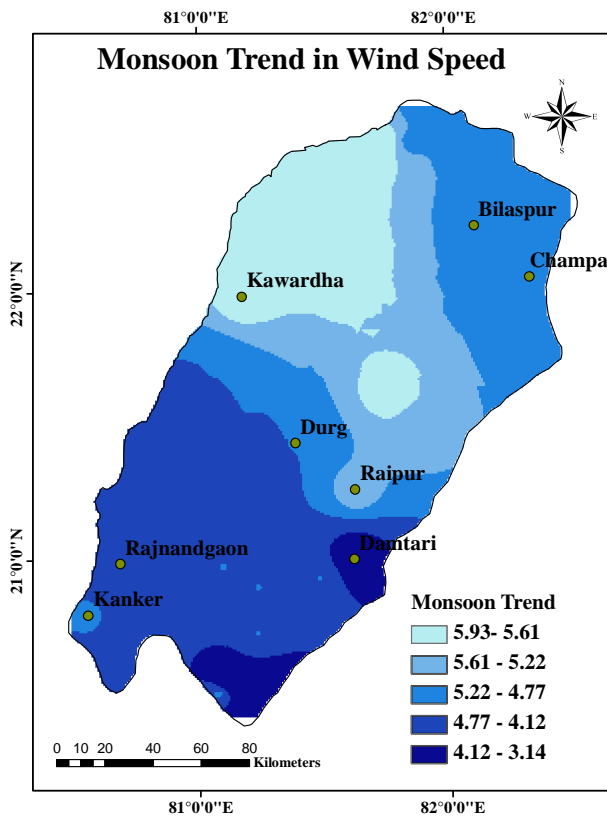 81°0'0"E
82°0'0"E
Monsoon Trend in Wind Speed
N
W
E
S
Bilaspur
Champa
22°0'0"N
22°0'0"N
Kawardha
Durg
Raipur
Damtari
21°0'0"N
Rajnandgaon
Kanker
Monsoon Trend
5.93- 5.61
5.61 - 5.22
5.22 - 4.77
4.77 - 4.12
4.12 - 3.14
0 10 20 40 60 80
Kilometers
81°0'0"E
82°0'0"E